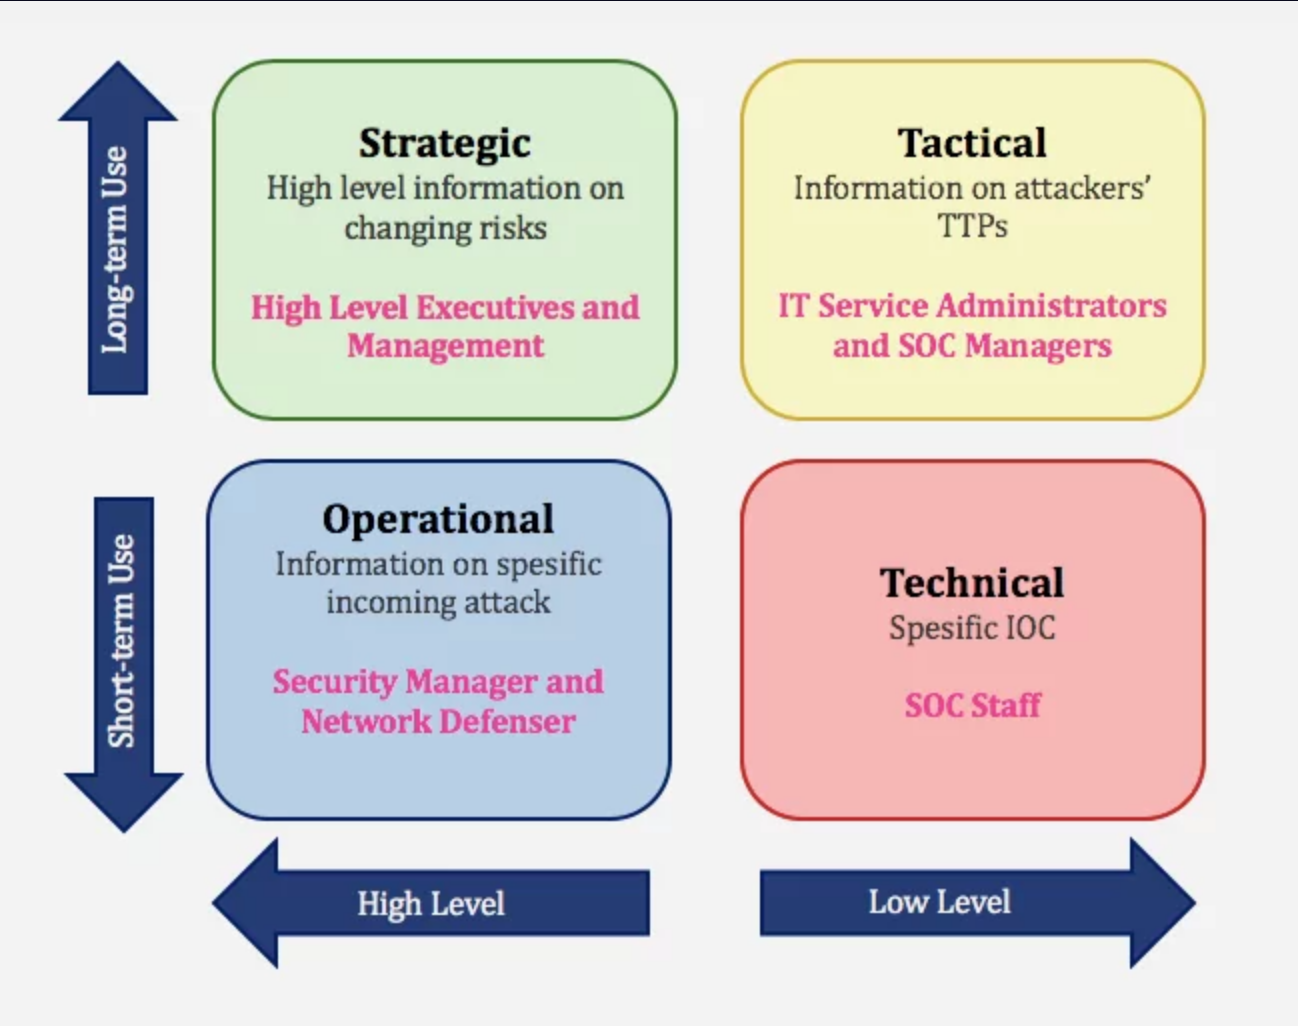 Long-term Use
Strategic
High level information on
changing risks
High Level Executives and
Management
Tactical
Information on attackers’
TTPs
IT Service Administrators
and SOC Managers
Short-term Use
Operational
Information on spesific
incoming attack
Security Manager and
Network Defenser
Technical
Spesific IOC
SOC Staff
High Level
Low Level